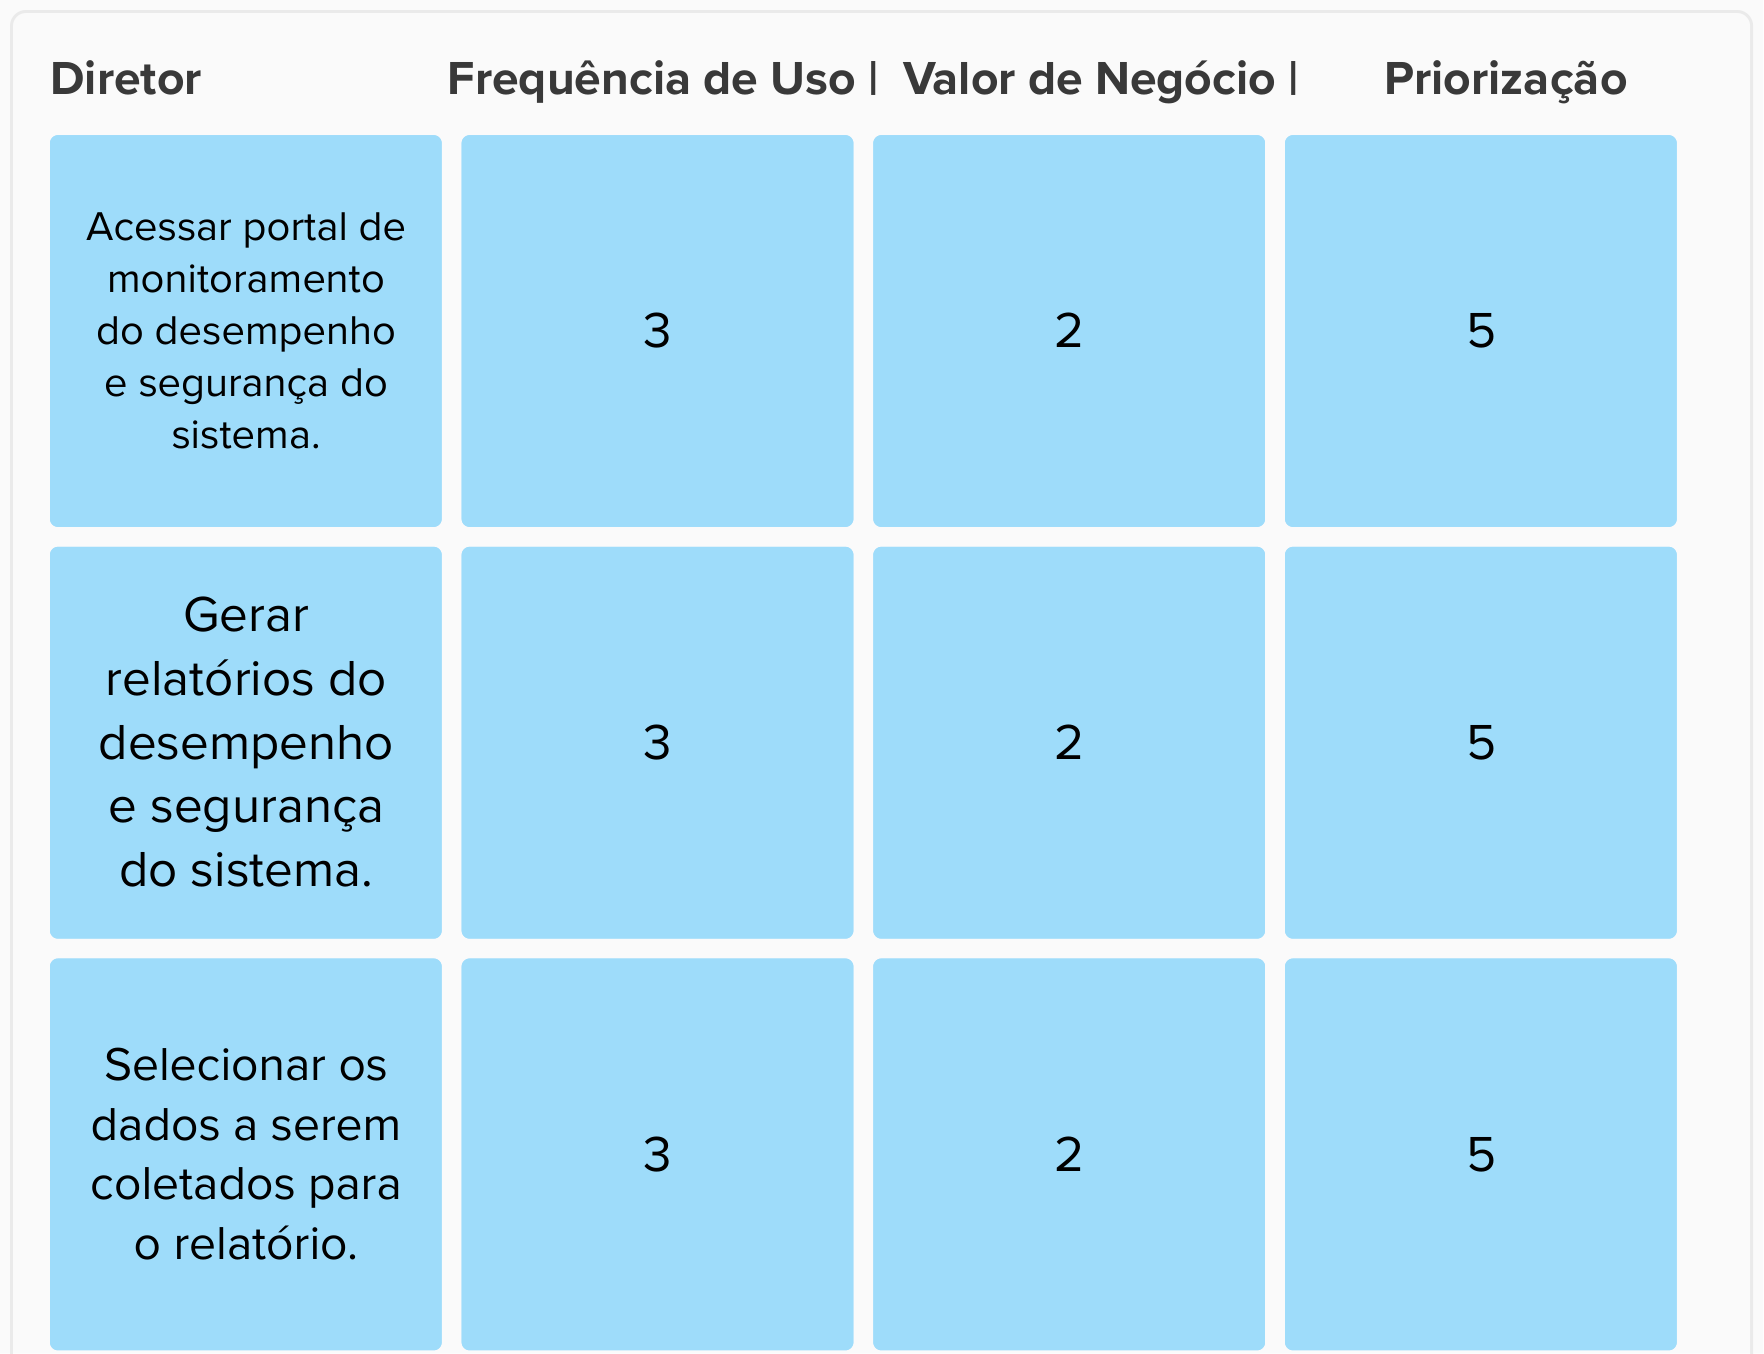 Diretor Frequência de Uso | Valor de Negócio | Priorização
Acessar portal de
monitoramento
do desempenho
e segurança do
sistema.
3
2
5
Gerar
relatórios do
desempenho
e segurança
do sistema.
3
2
5
Selecionar os
dados a serem
coletados para
o relatório.
3
2
5